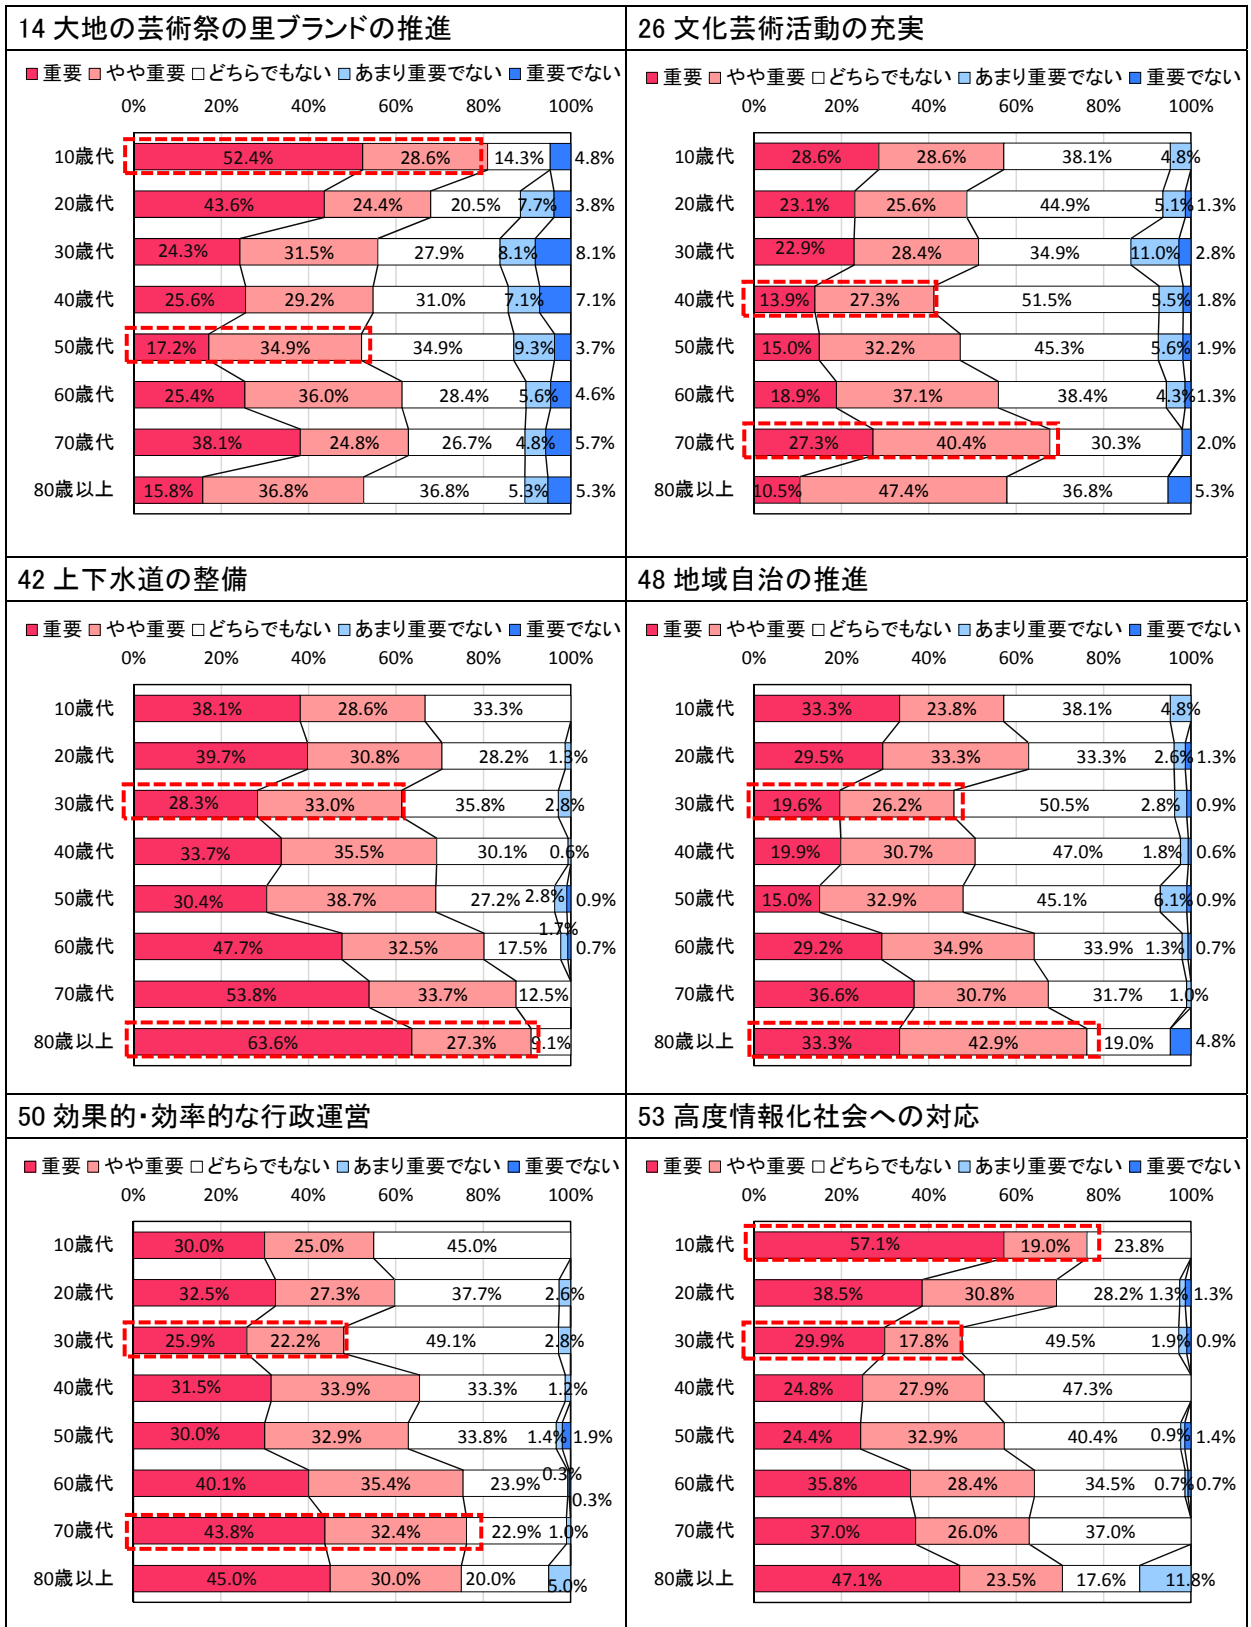 14 大地の芸術祭の里ブランドの推進
■重要 ■やや重要 □どちらでもない ■あまり重要でない ■重要でない
0% 20% 40% 60% 80% 100%
10歳代 52.4% 28.6% 14.3% 4.8%
20歳代 43.6% 24.4% 20.5% 7.7% 3.8%
30歳代 24.3% 31.5% 27.9% 8.1% 8.1%
40歳代 25.6% 29.2% 31.0% 7.1% 7.1%
50歳代 17.2% 34.9% 34.9% 9.3% 3.7%
60歳代 25.4% 36.0% 28.4% 5.6% 4.6%
70歳代 38.1% 24.8% 26.7% 4.8% 5.7%
80歳以上 15.8% 36.8% 36.8% 5.3% 5.3%
26 文化芸術活動の充実
■重要 ■やや重要 □どちらでもない ■あまり重要でない ■重要でない
0% 20% 40% 60% 80% 100%
10歳代 28.6% 28.6% 38.1% 4.8%
20歳代 23.1% 25.6% 44.9% 5.1% 1.3%
30歳代 22.9% 28.4% 34.9% 11.0% 2.8%
40歳代 13.9% 27.3% 51.5% 5.5% 1.8%
50歳代 15.0% 32.2% 45.3% 5.6% 1.9%
60歳代 18.9% 37.1% 38.4% 4.3% 1.3%
70歳代 27.3% 40.4% 30.3% 2.0%
80歳以上 10.5% 47.4% 36.8% 5.3%
42 上下水道の整備
■重要 ■やや重要 □どちらでもない ■あまり重要でない ■重要でない
0% 20% 40% 60% 80% 100%
10歳代 38.1% 28.6% 33.3%
20歳代 39.7% 30.8% 28.2% 1.3%
30歳代 28.3% 33.0% 35.8% 2.8%
40歳代 33.7% 35.5% 30.1% 0.6%
50歳代 30.4% 38.7% 27.2% 2.8% 0.9%
60歳代 47.7% 32.5% 17.5% 1.7% 0.7%
70歳代 53.8% 33.7% 12.5%
80歳以上 63.6% 27.3% 9.1%
48 地域自治の推進
■重要 ■やや重要 □どちらでもない ■あまり重要でない ■重要でない
0% 20% 40% 60% 80% 100%
10歳代 33.3% 23.8% 38.1% 4.8%
20歳代 29.5% 33.3% 33.3% 2.6% 1.3%
30歳代 19.6% 26.2% 50.5% 2.8% 0.9%
40歳代 19.9% 30.7% 47.0% 1.8% 0.6%
50歳代 15.0% 32.9% 45.1% 6.1% 0.9%
60歳代 29.2% 34.9% 33.9% 1.3% 0.7%
70歳代 36.6% 30.7% 31.7% 1.0%
80歳以上 33.3% 42.9% 19.0% 4.8%
50 効果的・効率的な行政運営
■重要 ■やや重要 □どちらでもない ■あまり重要でない ■重要でない
0% 20% 40% 60% 80% 100%
10歳代 30.0% 25.0% 45.0%
20歳代 32.5% 27.3% 37.7% 2.6%
30歳代 25.9% 22.2% 49.1% 2.8%
40歳代 31.5% 33.9% 33.3% 1.2%
50歳代 30.0% 32.9% 33.8% 1.4% 1.9%
60歳代 40.1% 35.4% 23.9% 0.3% 0.3%
70歳代 43.8% 32.4% 22.9% 1.0%
80歳以上 45.0% 30.0% 20.0% 5.0%
53 高度情報化社会への対応
■重要 ■やや重要 □どちらでもない ■あまり重要でない ■重要でない
0% 20% 40% 60% 80% 100%
10歳代 57.1% 19.0% 23.8%
20歳代 38.5% 30.8% 28.2% 1.3% 1.3%
30歳代 29.9% 17.8% 49.5% 1.9% 0.9%
40歳代 24.8% 27.9% 47.3%
50歳代 24.4% 32.9% 40.4% 0.9% 1.4%
60歳代 35.8% 28.4% 34.5% 0.7% 0.7%
70歳代 37.0% 26.0% 37.0%
80歳以上 47.1% 23.5% 17.6% 11.8%